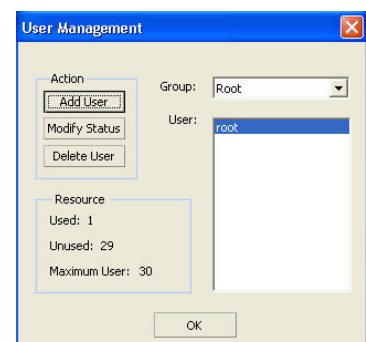 User Management
Action
Add User
Modify Status
Delete User
Group: Root
User: root
Resource
Used: 1
Unused: 29
Maximum User: 30
OK